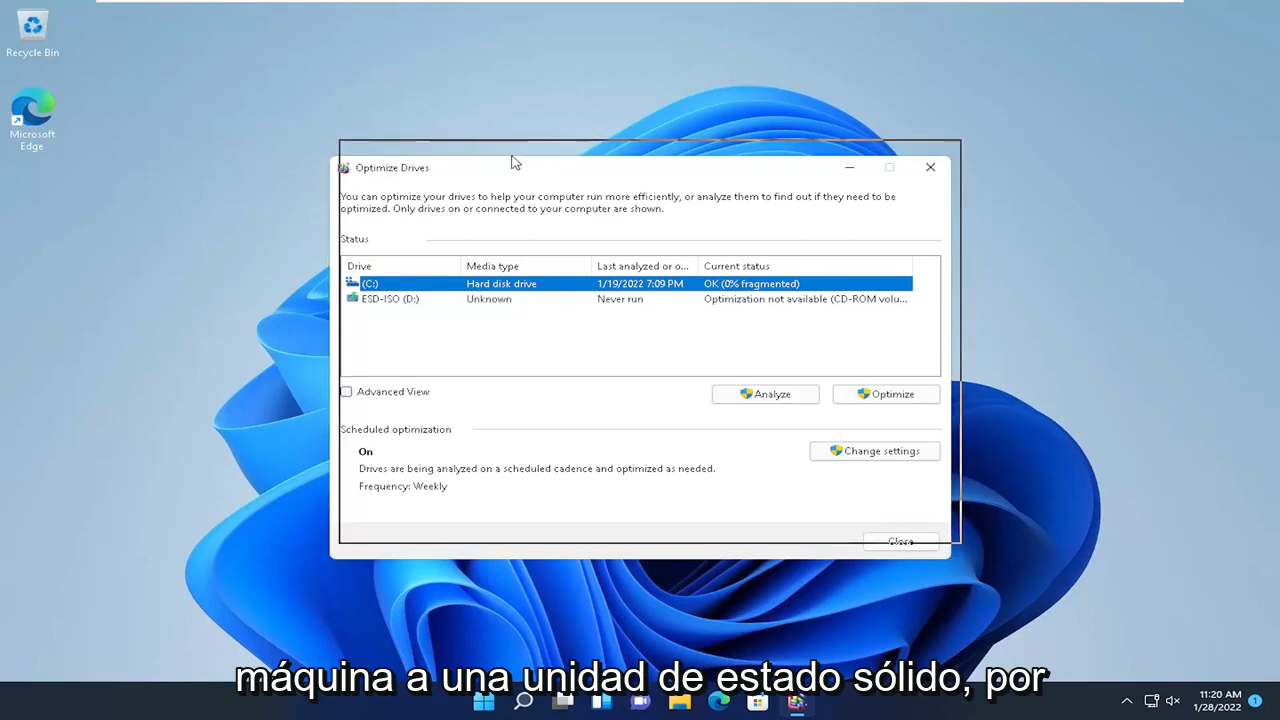 Recycle Bin
Microsoft
Edge
Optimize Drives
You can optimize your drives to help your computer run more efficiently, or analyze them to find out if they need to be
optimized. Only drives on or connected to your computer are shown.
Status
Drive Media type Last analyzed or o... Current status
(C:) Hard disk drive 1/19/2022 7:09 PM OK (0% fragmented)
ESD-ISO (D:) Unknown Never run Optimization not available (CD-ROM volu...
Advanced View
Analyze Optimize
Scheduled optimization
On
Change settings
Drives are being analyzed on a scheduled cadence and optimized as needed.
Frequency: Weekly
Close
máquina a una unidad de estado sólido, por
11:20 AM
1/28/2022
1